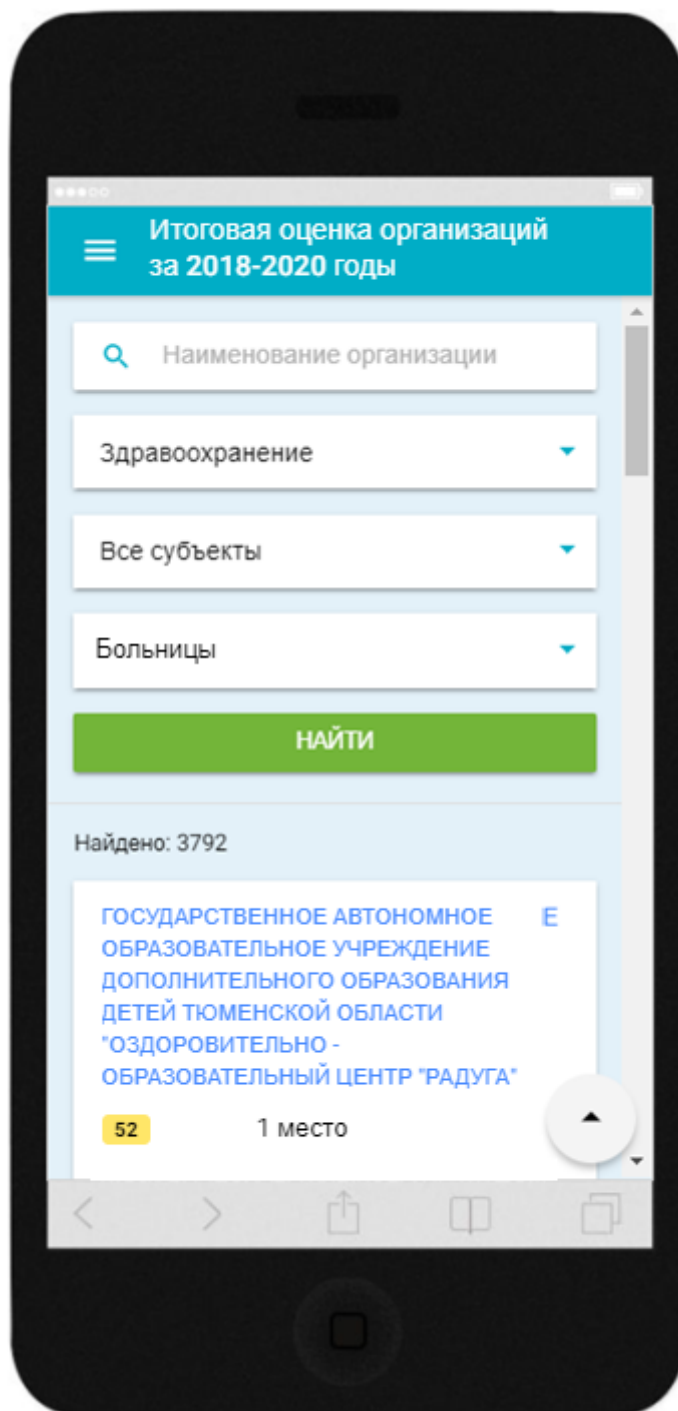 Итоговая оценка организаций
за 2018-2020 годы
Наименование организации
Здравоохранение
Все субъекты
Больницы
НАЙТИ
Найдено: 3792
ГОСУДАРСТВЕННОЕ АВТОНОМНОЕ Е
ОБРАЗОВАТЕЛЬНОЕ УЧРЕЖДЕНИЕ
ДОПОЛНИТЕЛЬНОГО ОБРАЗОВАНИЯ
ДЕТЕЙ ТЮМЕНСКОЙ ОБЛАСТИ
"ОЗДОРОВИТЕЛЬНО -
ОБРАЗОВАТЕЛЬНЫЙ ЦЕНТР "РАДУГА"
52 1 место